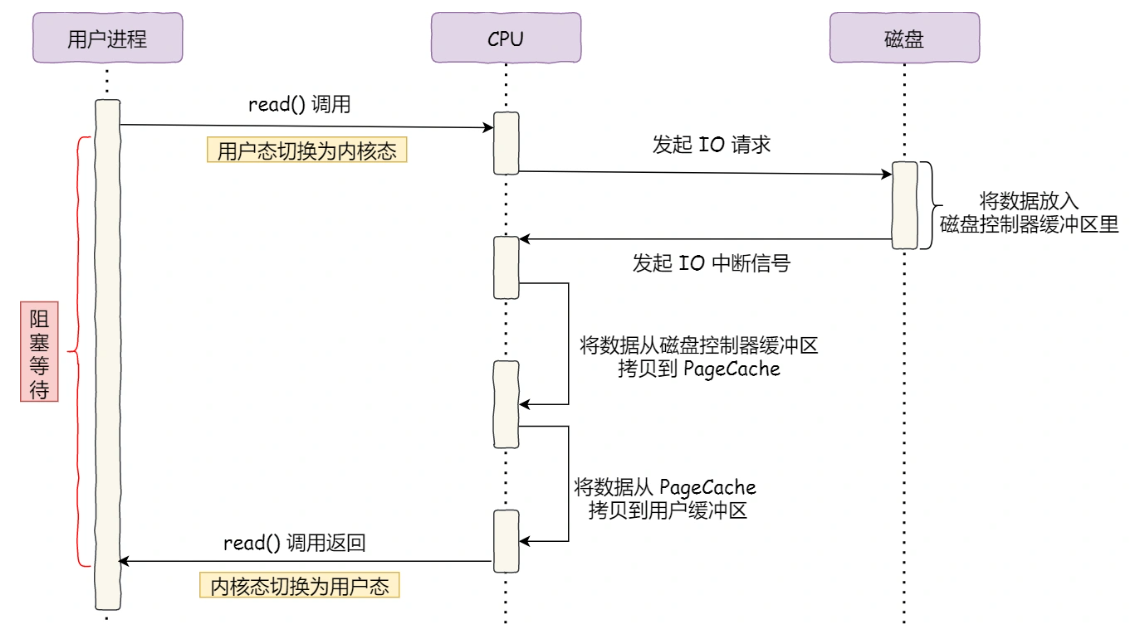 用户进程
CPU
磁盘
read() 调用
用户态切换为内核态
发起 IO 请求
将数据放入
磁盘控制器缓冲区里
发起 IO 中断信号
阻
塞
等
待
将数据从磁盘控制器缓冲区
拷贝到 PageCache
将数据从 PageCache
拷贝到用户缓冲区
read() 调用返回
内核态切换为用户态